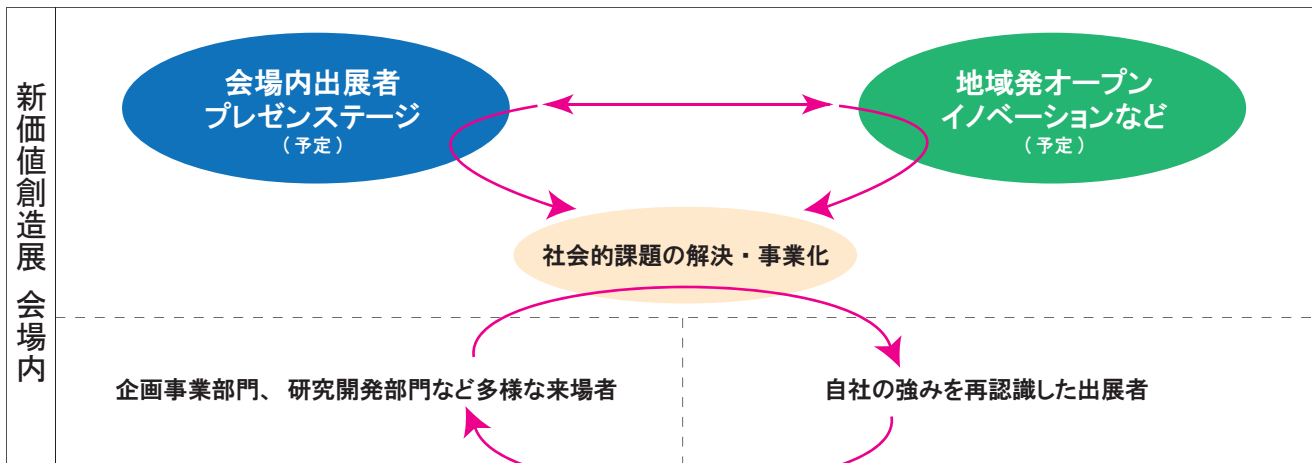 新価値創造展 会場内
会場内出展者
プレゼンステージ
(予定)
地域発オープン
イノベーションなど
(予定)
社会的課題の解決・事業化
企画事業部門、研究開発部門など多様な来場者
自社の強みを再認識した出展者